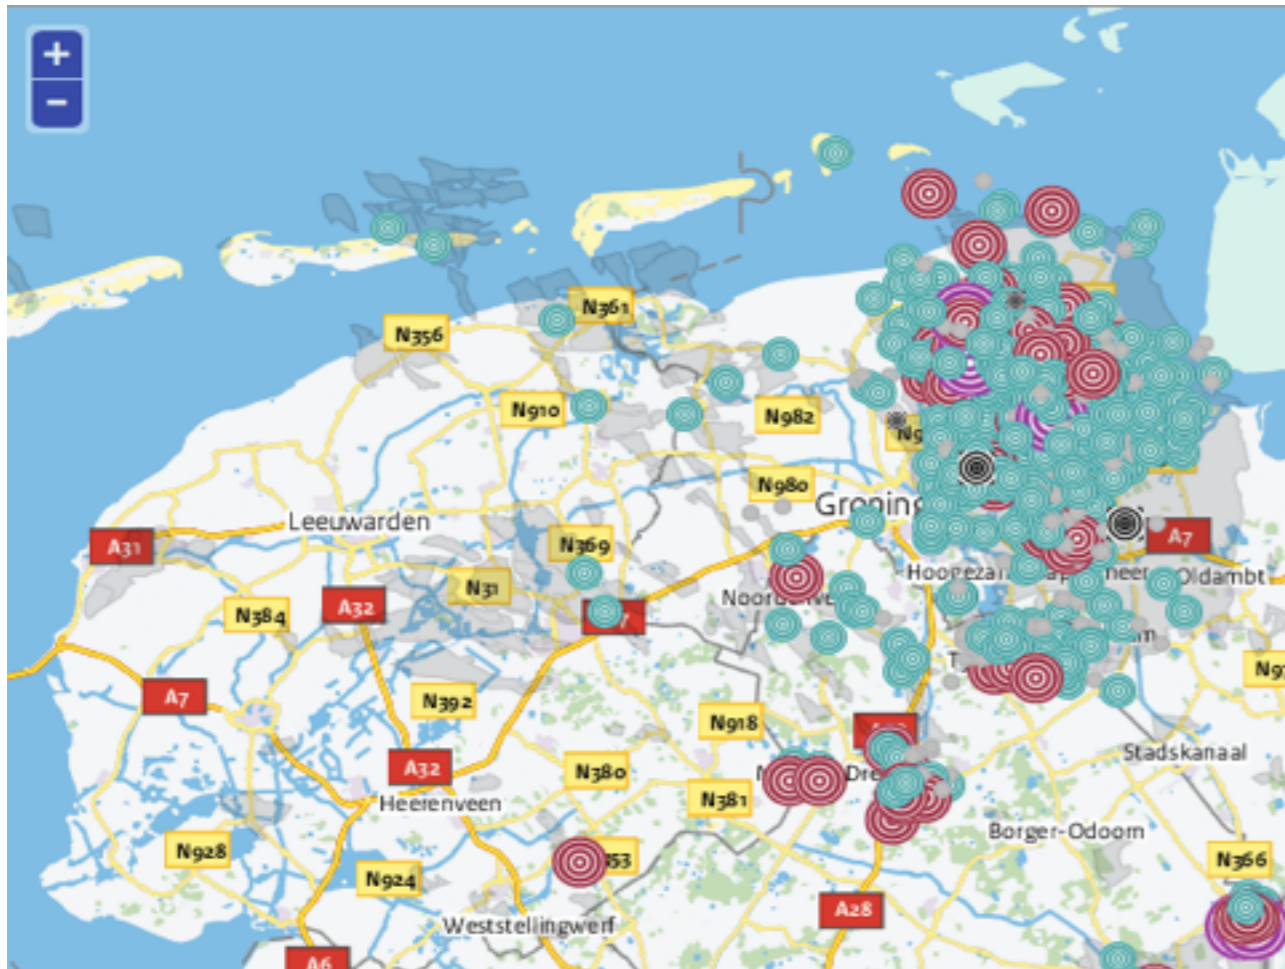 +
−
N361
N356
N910
N982
N980
Leeuwarden
A31
N369
A7
N31
A32
N384
A7
N392
N918
A32
N380
N381
Stadskanaal
Heerenveen
Borger-Odoorn
N928
N366
N924
A28
Weststellingwerf
A6